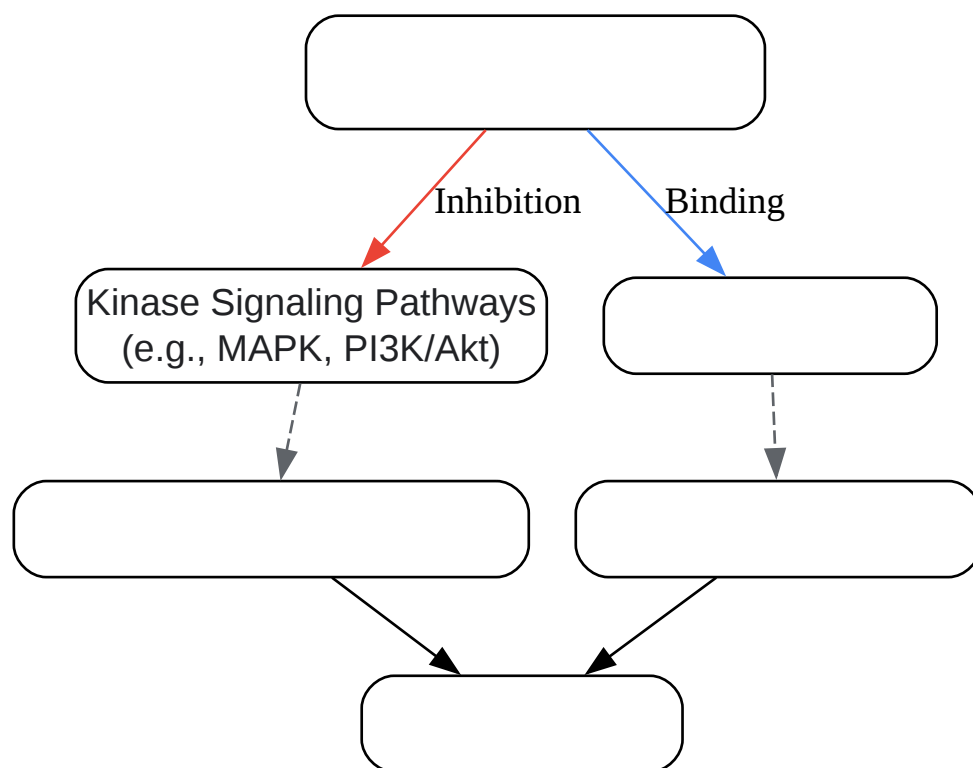 Inhibition
Binding
Kinase Signaling Pathways
(e.g., MAPK, PI3K/Akt)